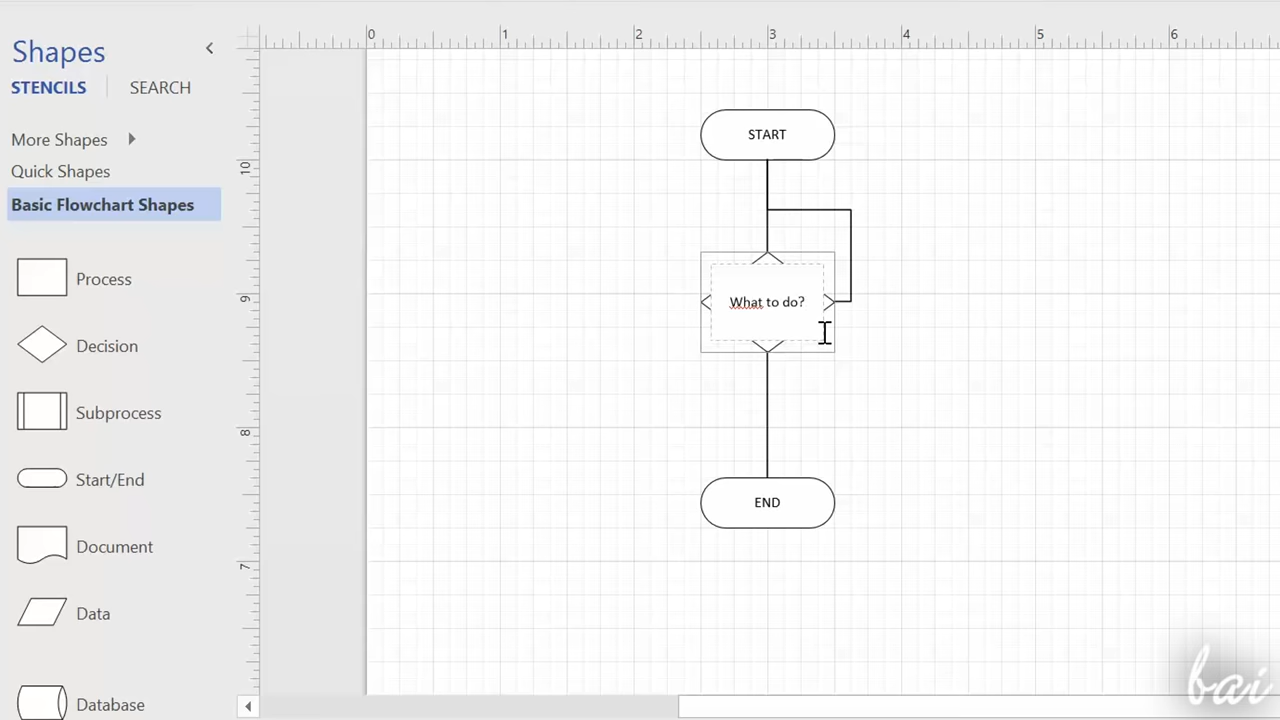 Shapes
STENCILS
SEARCH
More Shapes
Quick Shapes
Basic Flowchart Shapes
Process
Decision
Subprocess
Start/End
Document
Data
Database
0 1 2 3 4 5 6
10
9
8
7
START
What to do?
END
bai